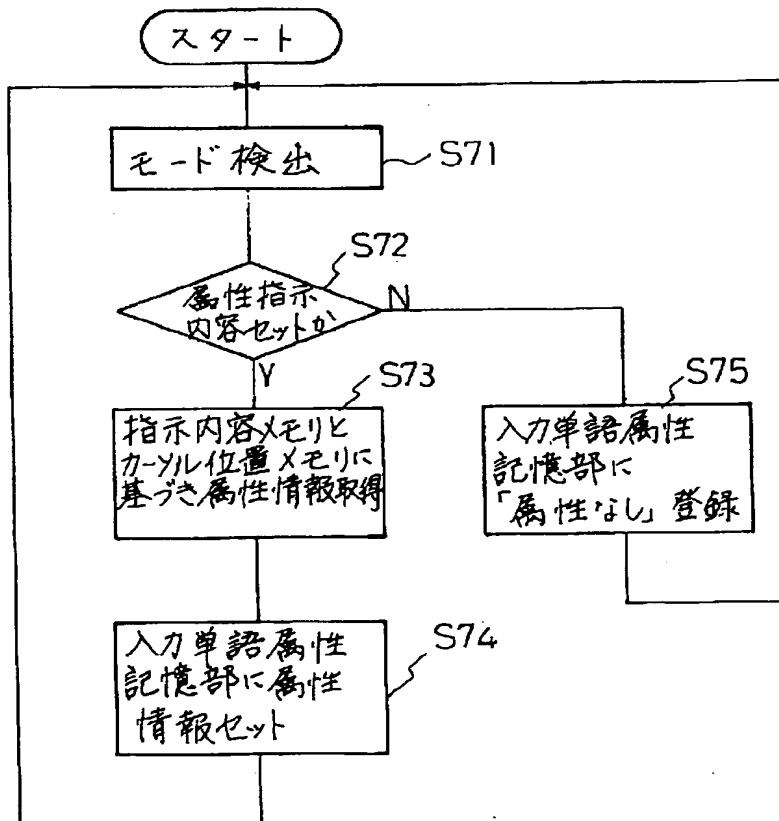 スタート
モード検出
S71
S72
属性指示
内容セットか
N
Y
S73
指示内容メモリと
カーソル位置メモリに
基づき属性情報取得
S75
入力単語属性
記憶部に
「属性なし」登録
S74
入力単語属性
記憶部に属性
情報セット